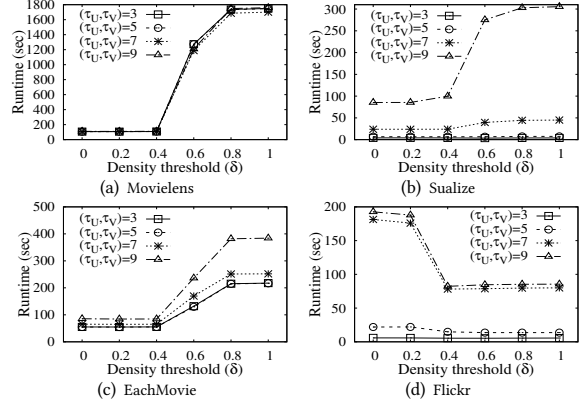 1800
1600
1400
1200
1000
800
600
400
200
0
Runtime (sec)
(τU,τV)=3
(τU,τV)=5
(τU,τV)=7
(τU,τV)=9
0 0.2 0.4 0.6 0.8 1
Density threshold (δ)
(a) Movielens
300
250
200
150
100
50
0
Runtime (sec)
(τU,τV)=3
(τU,τV)=5
(τU,τV)=7
(τU,τV)=9
0 0.2 0.4 0.6 0.8 1
Density threshold (δ)
(b) Sualize
500
400
300
200
100
0
Runtime (sec)
(τU,τV)=3
(τU,τV)=5
(τU,τV)=7
(τU,τV)=9
0 0.2 0.4 0.6 0.8 1
Density threshold (δ)
(c) EachMovie
200
150
100
50
0
Runtime (sec)
(τU,τV)=3
(τU,τV)=5
(τU,τV)=7
(τU,τV)=9
0 0.2 0.4 0.6 0.8 1
Density threshold (δ)
(d) Flickr